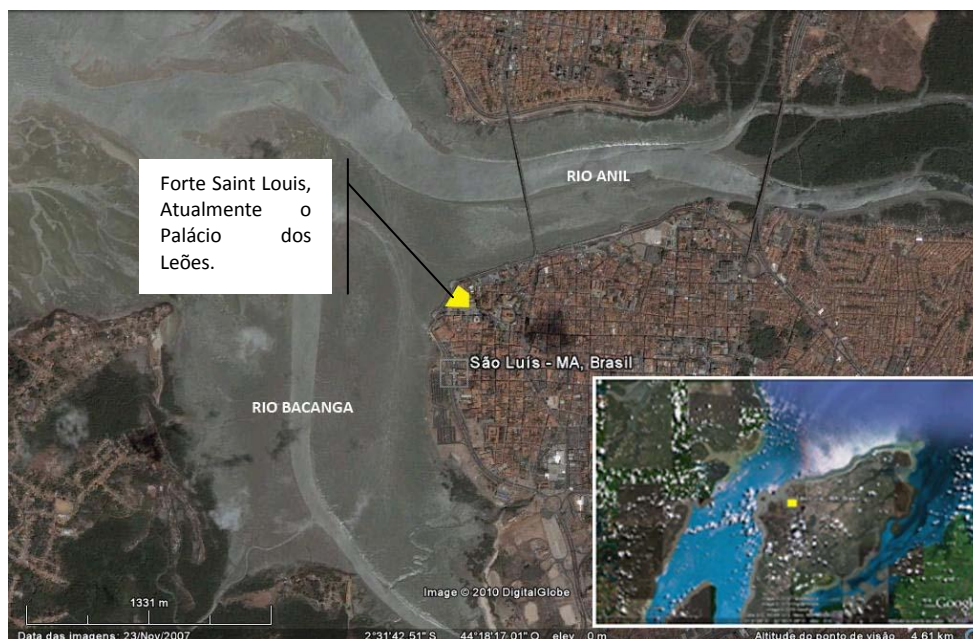 RIO ANIL
Forte Saint Louis,
Atualmente o
Palácio dos
Leões.
São Luís - MA, Brasil
RIO BACANGA
Image © 2010 DigitalGlobe
1331 m
Data das imagens: 23/Nov/2007
2°31'42.51" S 44°18'17.01" O elev 0 m
Altitude do ponto de visão 4.61 km